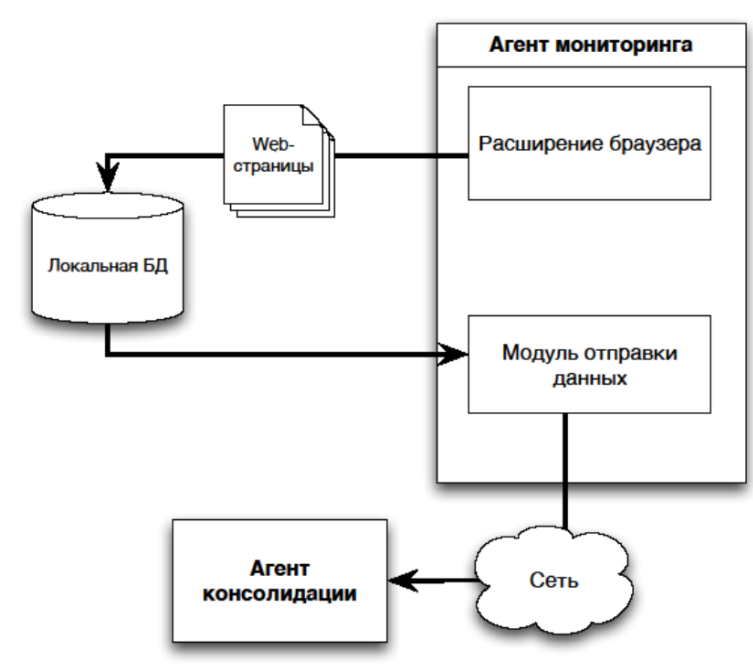 Агент мониторинга
Расширение браузера
Web-
страницы
Локальная БД
Модуль отправки
данных
Сеть
Агент
консолидации